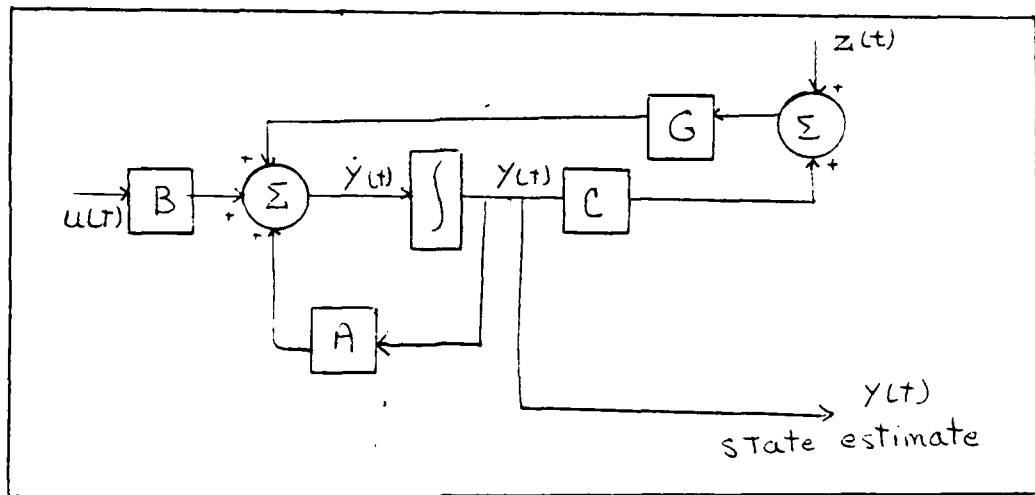 z(t)
+
G
Σ
+
+
B
Σ
ẏ(t)
∫
y(t)
C
u(t)
+
+
A
y(t)
state estimate